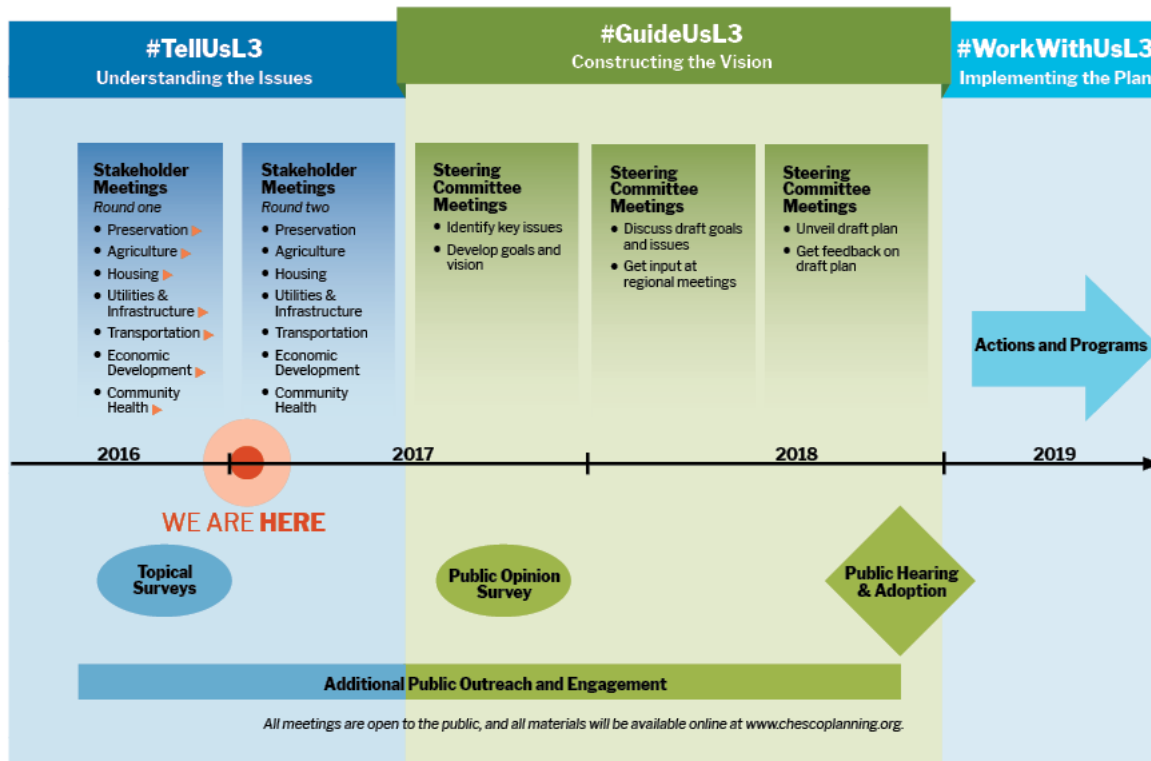 #TellUsL3
Understanding the Issues
#GuideUsL3
Constructing the Vision
#WorkWithUsL3
Implementing the Plan
Stakeholder
Meetings
Round one
• Preservation
• Agriculture
• Housing
• Utilities &
Infrastructure
• Transportation
• Economic
Development
• Community
Health
Stakeholder
Meetings
Round two
• Preservation
• Agriculture
• Housing
• Utilities &
Infrastructure
• Transportation
• Economic
Development
• Community
Health
Steering
Committee
Meetings
• Identify key issues
• Develop goals and
vision
Steering
Committee
Meetings
• Discuss draft goals
and issues
• Get input at
regional meetings
Steering
Committee
Meetings
• Unveil draft plan
• Get feedback on
draft plan
Actions and Programs
2016
2017
2018
2019
WE ARE HERE
Topical
Surveys
Public Opinion
Survey
Public Hearing
& Adoption
Additional Public Outreach and Engagement
All meetings are open to the public, and all materials will be available online at www.chescoplanning.org.